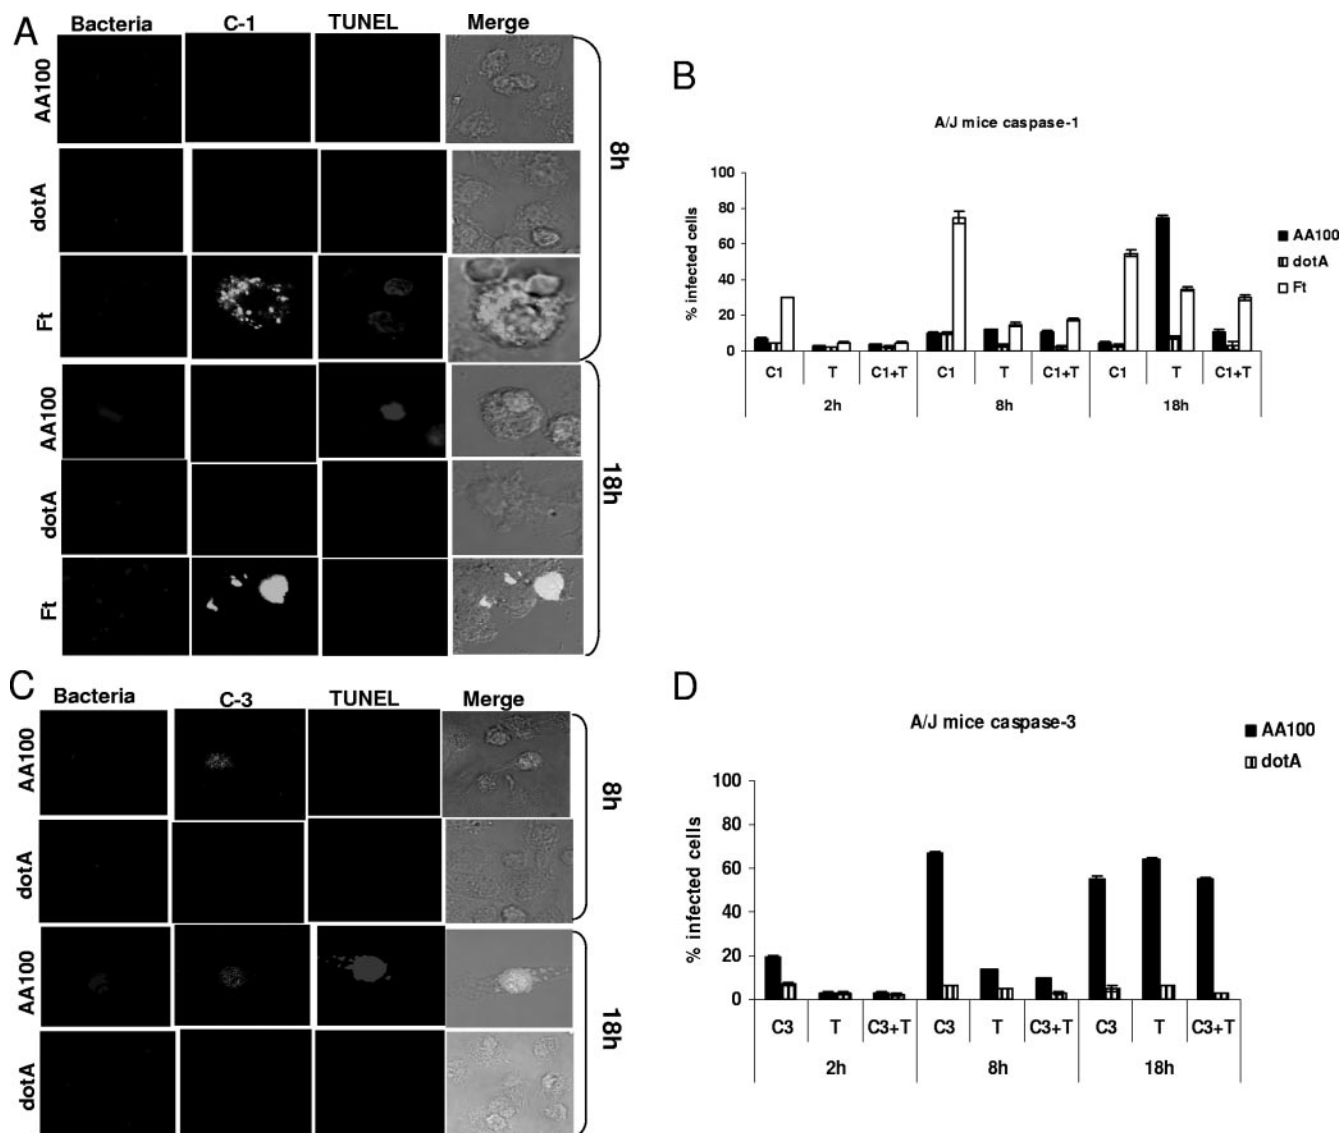 A
Bacteria C-1 TUNEL Merge
AA100
dotA
Ft
8h
AA100
dotA
Ft
18h
B
A/J mice caspase-1
% infected cells
100
80
60
40
20
0
C1 T C1+T C1 T C1+T C1 T C1+T
2h 8h 18h
AA100
dotA
Ft
C
Bacteria C-3 TUNEL Merge
AA100
dotA
8h
AA100
dotA
18h
D
A/J mice caspase-3
AA100
dotA
% infected cells
100
80
60
40
20
0
C3 T C3+T C3 T C3+T C3 T C3+T
2h 8h 18h